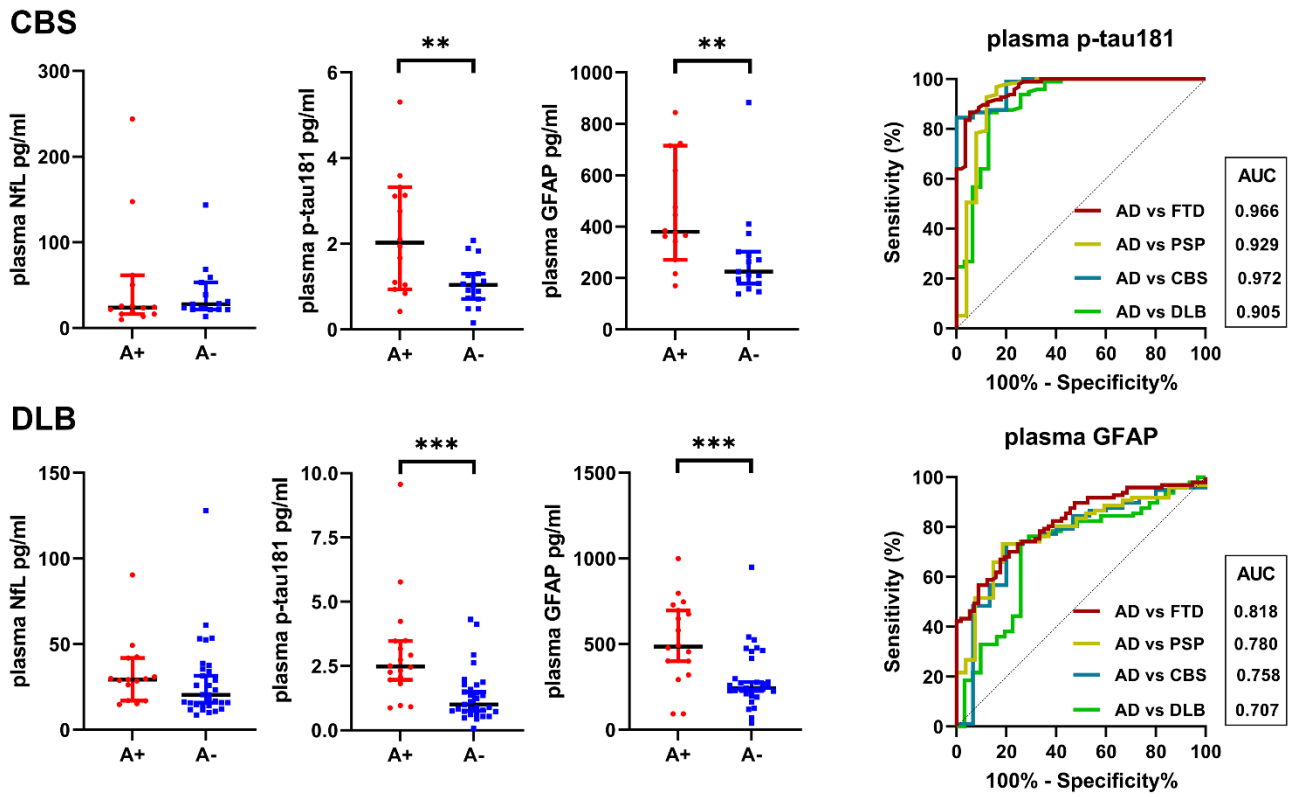 CBS
plasma NfL pg/ml
300
200
100
0
A+ A-
plasma p-tau181 pg/ml
**
6
4
2
0
A+ A-
plasma GFAP pg/ml
**
1000
800
600
400
200
0
A+ A-
plasma p-tau181
Sensitivity (%)
100
80
60
40
20
0
0 20 40 60 80 100
100% - Specificity%
AUC
AD vs FTD 0.966
AD vs PSP 0.929
AD vs CBS 0.972
AD vs DLB 0.905
DLB
plasma NfL pg/ml
150
100
50
0
A+ A-
plasma p-tau181 pg/ml
***
10.0
7.5
5.0
2.5
0.0
A+ A-
plasma GFAP pg/ml
***
1500
1000
500
0
A+ A-
plasma GFAP
Sensitivity (%)
100
80
60
40
20
0
0 20 40 60 80 100
100% - Specificity%
AUC
AD vs FTD 0.818
AD vs PSP 0.780
AD vs CBS 0.758
AD vs DLB 0.707